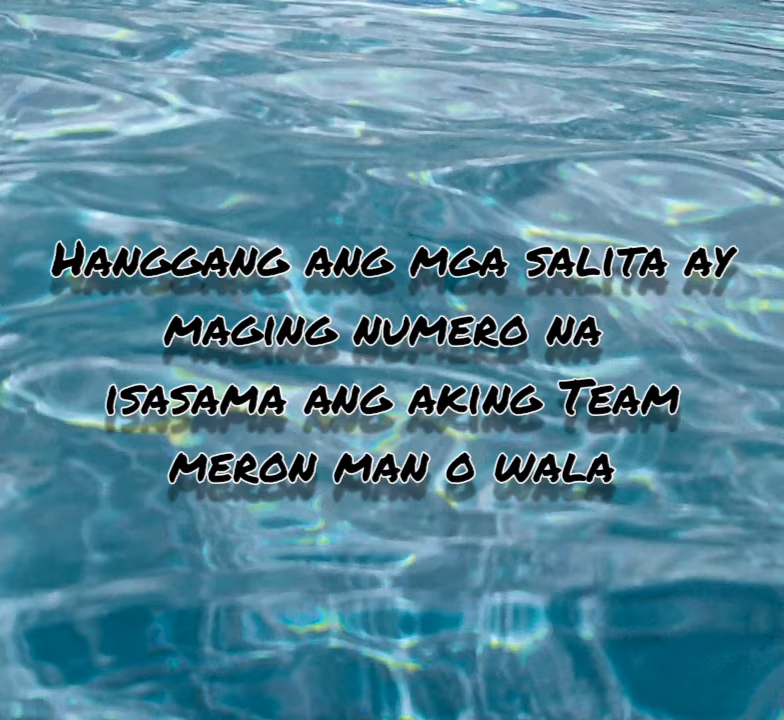 Hanggang ang mga salita ay
maging numero na
isasama ang aking Team
meron man o wala